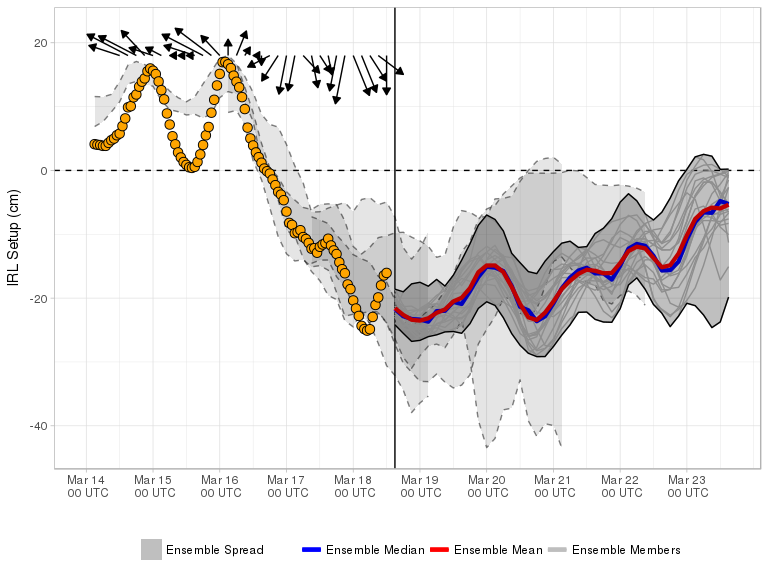 IRL Setup (cm)
20
0
-20
-40
Mar 14 Mar 15 Mar 16 Mar 17 Mar 18 Mar 19 Mar 20 Mar 21 Mar 22 Mar 23
00 UTC 00 UTC 00 UTC 00 UTC 00 UTC 00 UTC 00 UTC 00 UTC 00 UTC 00 UTC
Ensemble Spread Ensemble Median Ensemble Mean Ensemble Members